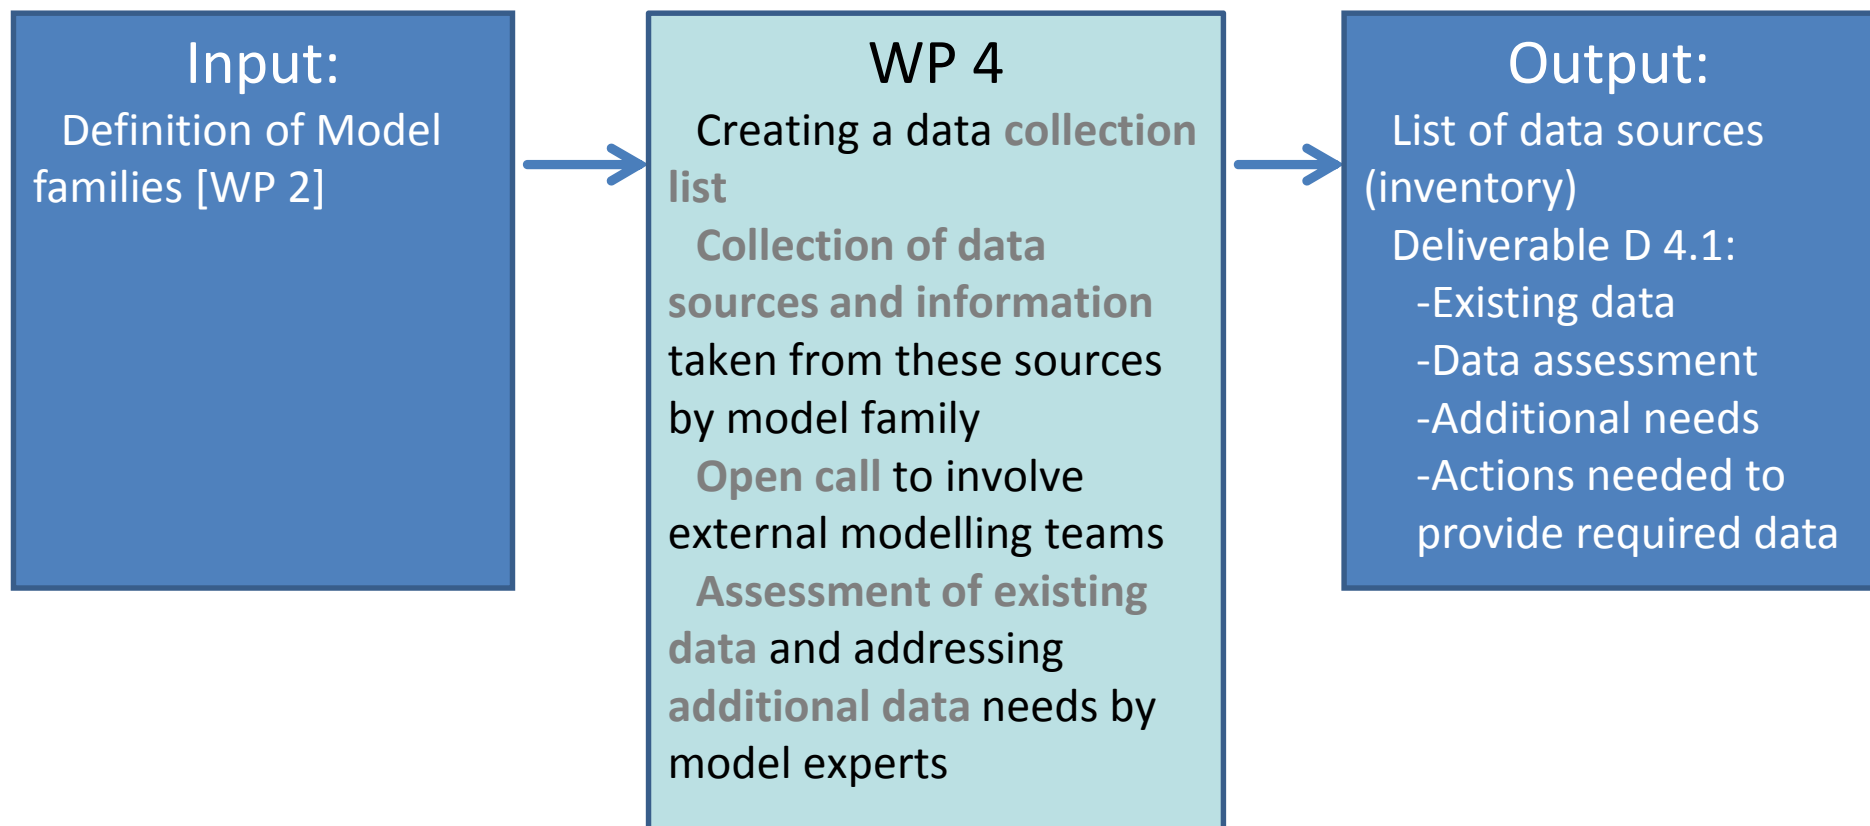 Input:
Definition of Model
families [WP 2]
WP 4
Creating a data collection
list
Collection of data
sources and information
taken from these sources
by model family
Open call to involve
external modelling teams
Assessment of existing
data and addressing
additional data needs by
model experts
Output:
List of data sources
(inventory)
Deliverable D 4.1:
-Existing data
-Data assessment
-Additional needs
-Actions needed to
provide required data